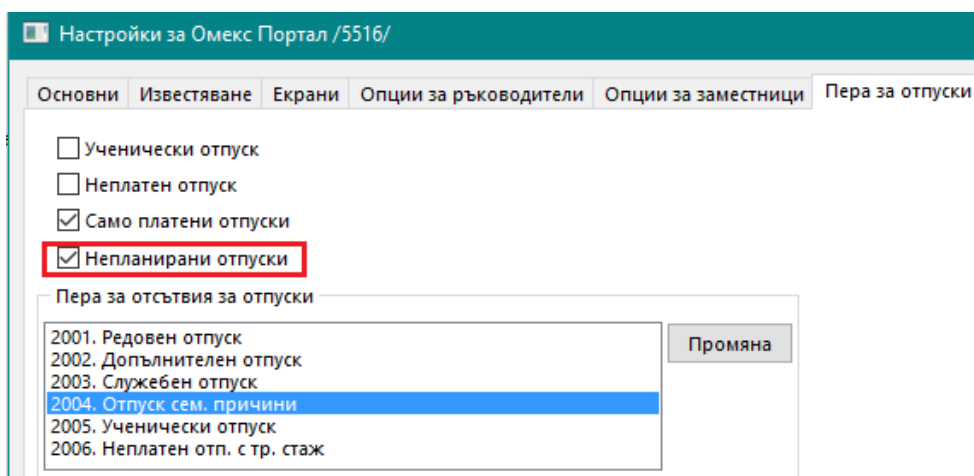 Настройки за Омекс Портал /5516/
Основни Известяване Екрани Опции за ръководители Опции за заместници Пера за отпуски
Ученически отпуск
Неплатен отпуск
Само платени отпуски
Непланирани отпуски
Пера за отсътвия за отпуски
2001. Редовен отпуск
Промяна
2002. Допълнителен отпуск
2003. Служебен отпуск
2004. Отпуск сем. причини
2005. Ученически отпуск
2006. Неплатен отп. с тр. стаж